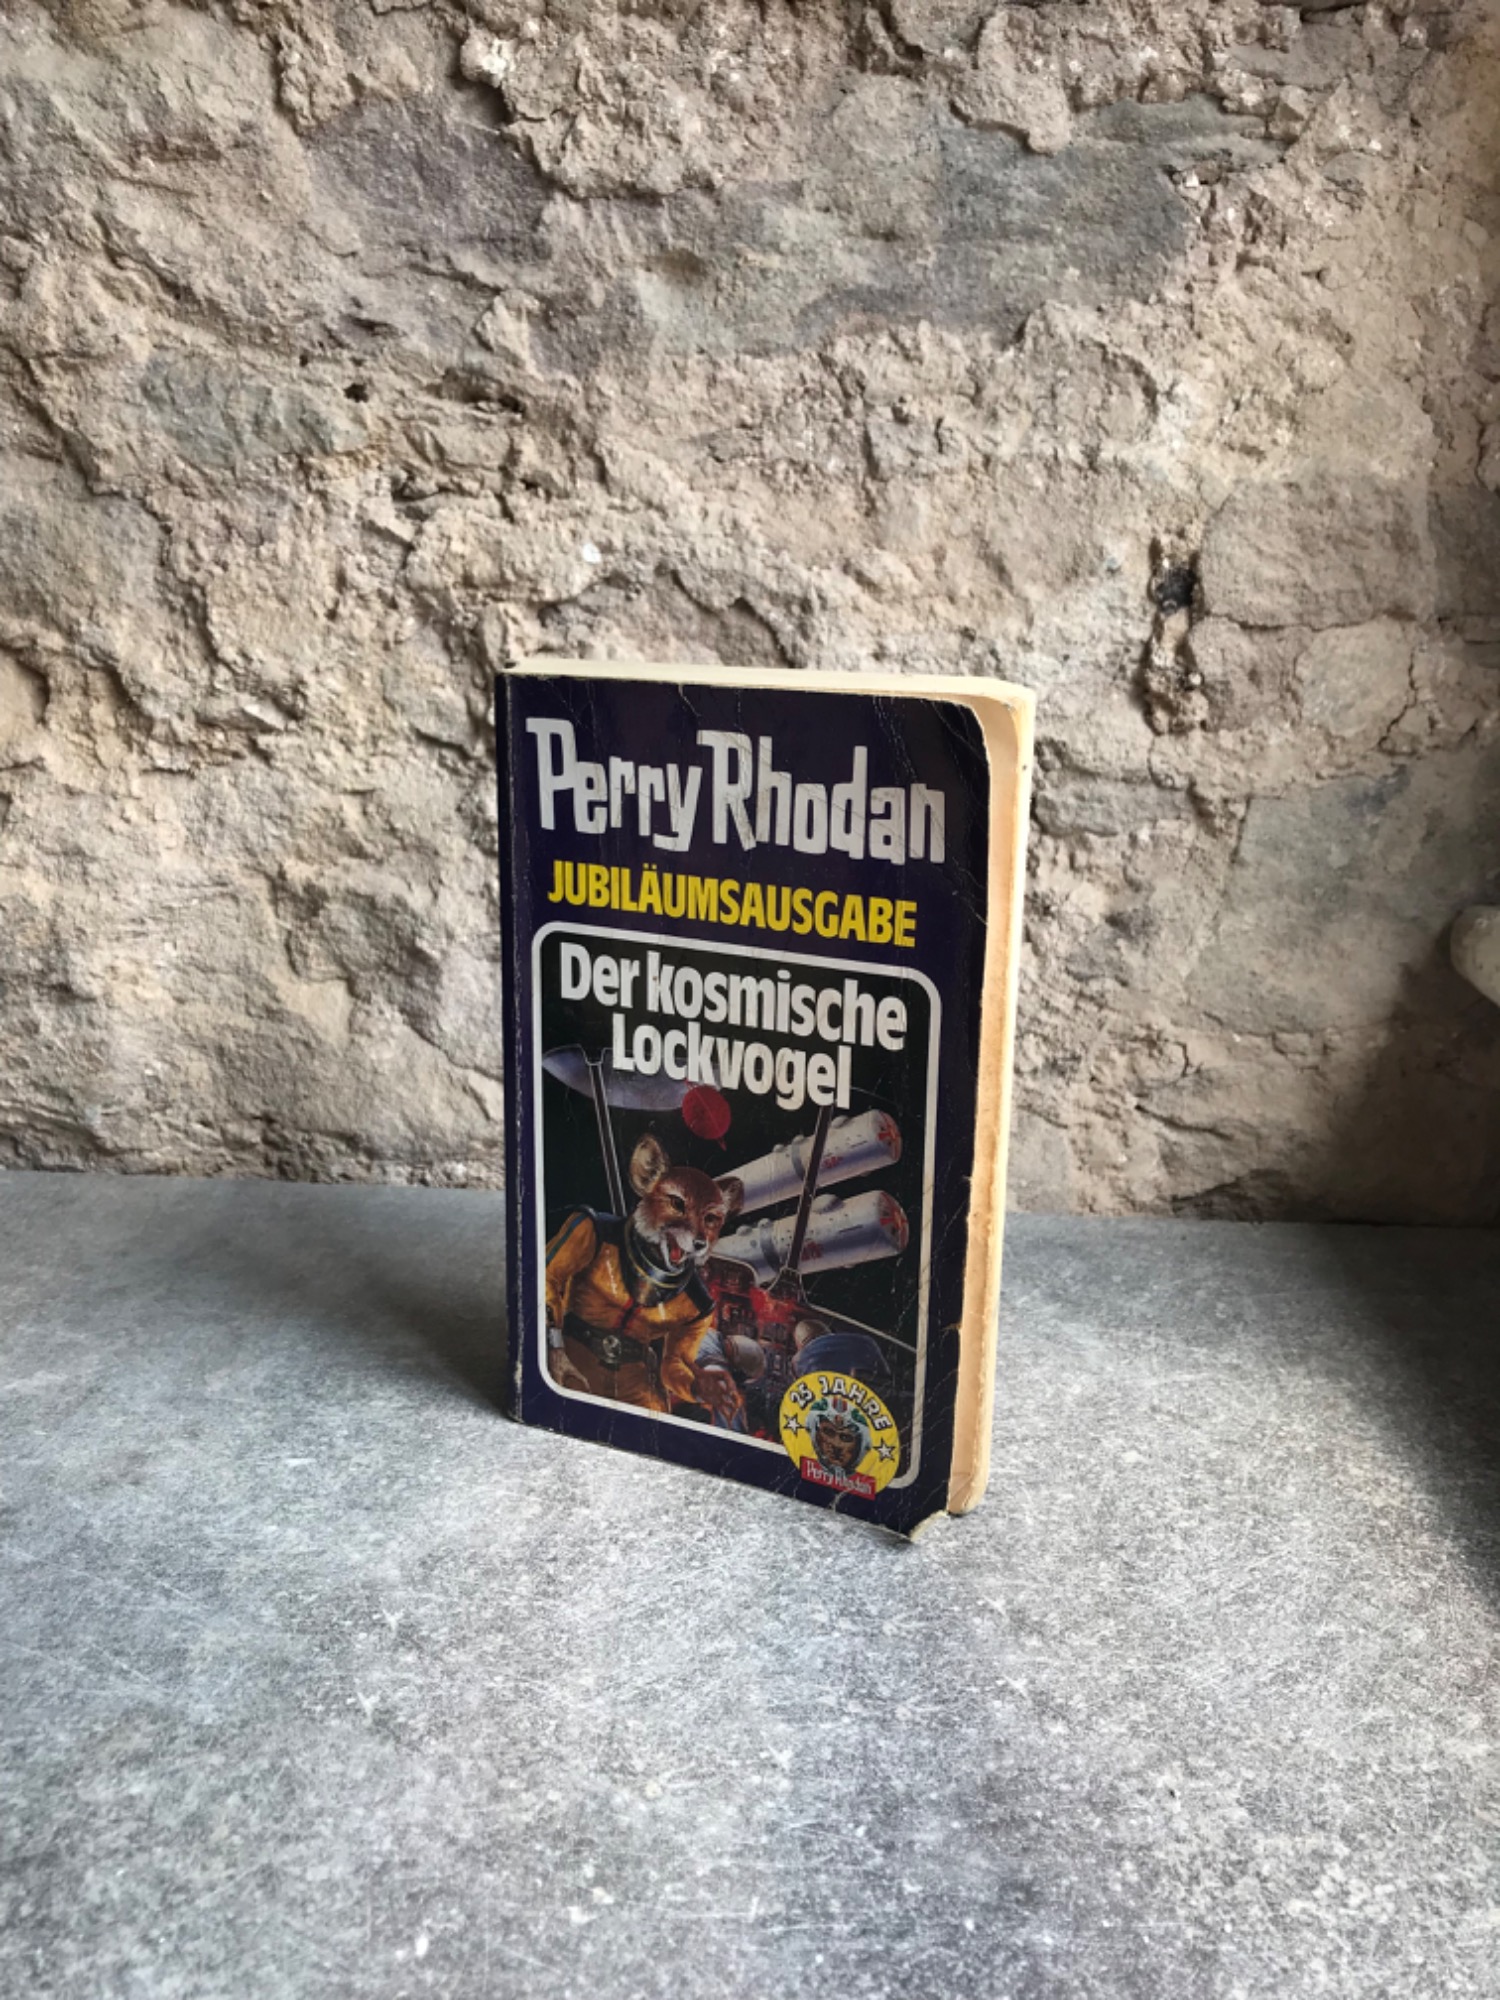 Perry Rhodan
JUBILÄUMSAUSGABE
Der kosmische
Lockvogel
25 JAHRE
Perry Rhodan